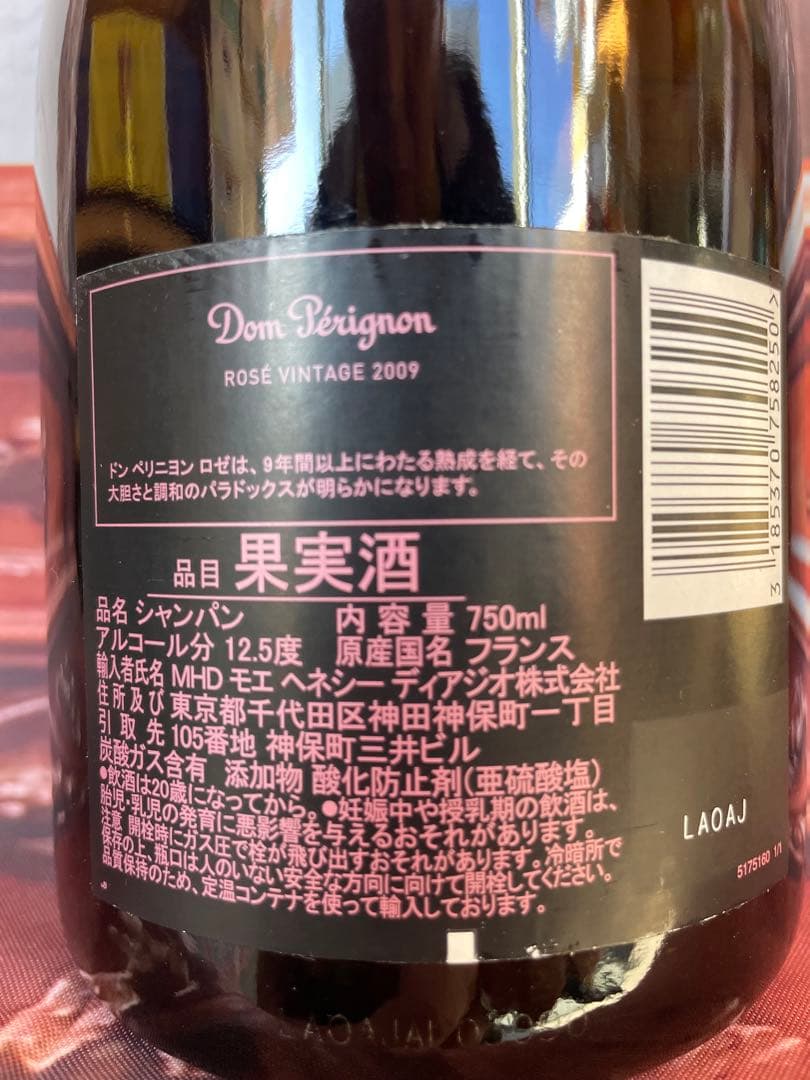 Dom Pérignon
ROSÉ VINTAGE 2009
ドン ペリニヨン ロゼは、9年間以上にわたる熟成を経て、その
大胆さと調和のパラドックスが明らかになります。
品目 果実酒
品名 シャンパン 内容量 750ml
アルコール分 12.5度 原産国名 フランス
輸入者氏名 MHD モエ ヘネシー ディアジオ株式会社
住所及び 東京都千代田区神田神保町一丁目
引取先 105番地 神保町三井ビル
炭酸ガス含有 添加物 酸化防止剤(亜硫酸塩)
●飲酒は20歳になってから。●妊娠中や授乳期の飲酒は、
胎児・乳児の発育に悪影響を与えるおそれがあります。
注意 開栓時にガス圧で栓が飛び出すおそれがあります。冷暗所で
保存の上、瓶口は人のいない安全な方向に向けて開栓してください。
品質保持のため、定温コンテナを使って輸入しております。
3 185370 758250 >
LAOAJ
5175160 1/1